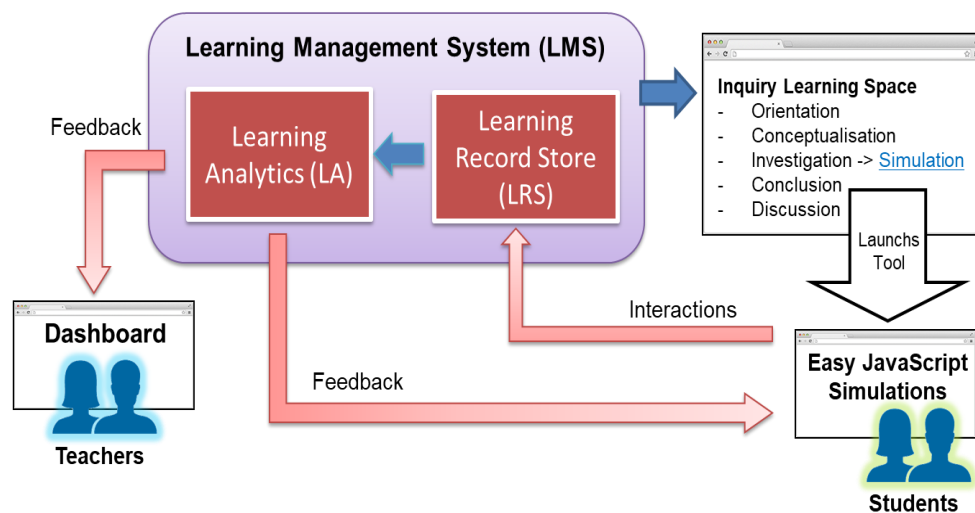 Learning Management System (LMS)
Learning
Analytics (LA)
Learning
Record Store
(LRS)
Inquiry Learning Space
- Orientation
- Conceptualisation
- Investigation -> Simulation
- Conclusion
- Discussion
Launchs
Tool
Feedback
Dashboard
Teachers
Feedback
Interactions
Easy JavaScript
Simulations
Students